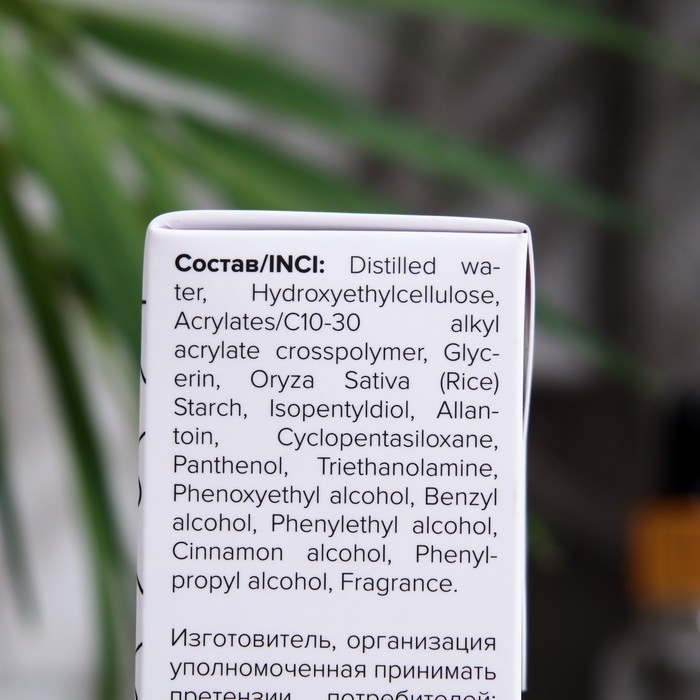 Состав/INCI: Distilled wa-
ter, Hydroxyethylcellulose,
Acrylates/C10-30 alkyl
acrylate crosspolymer, Glyc-
erin, Oryza Sativa (Rice)
Starch, Isopentyldiol, Allan-
toin, Cyclopentasiloxane,
Panthenol, Triethanolamine,
Phenoxyethyl alcohol, Benzyl
alcohol, Phenylethyl alcohol,
Cinnamon alcohol, Phenyl-
propyl alcohol, Fragrance.
Изготовитель, организация
уполномоченная принимать
претензии потребителей: